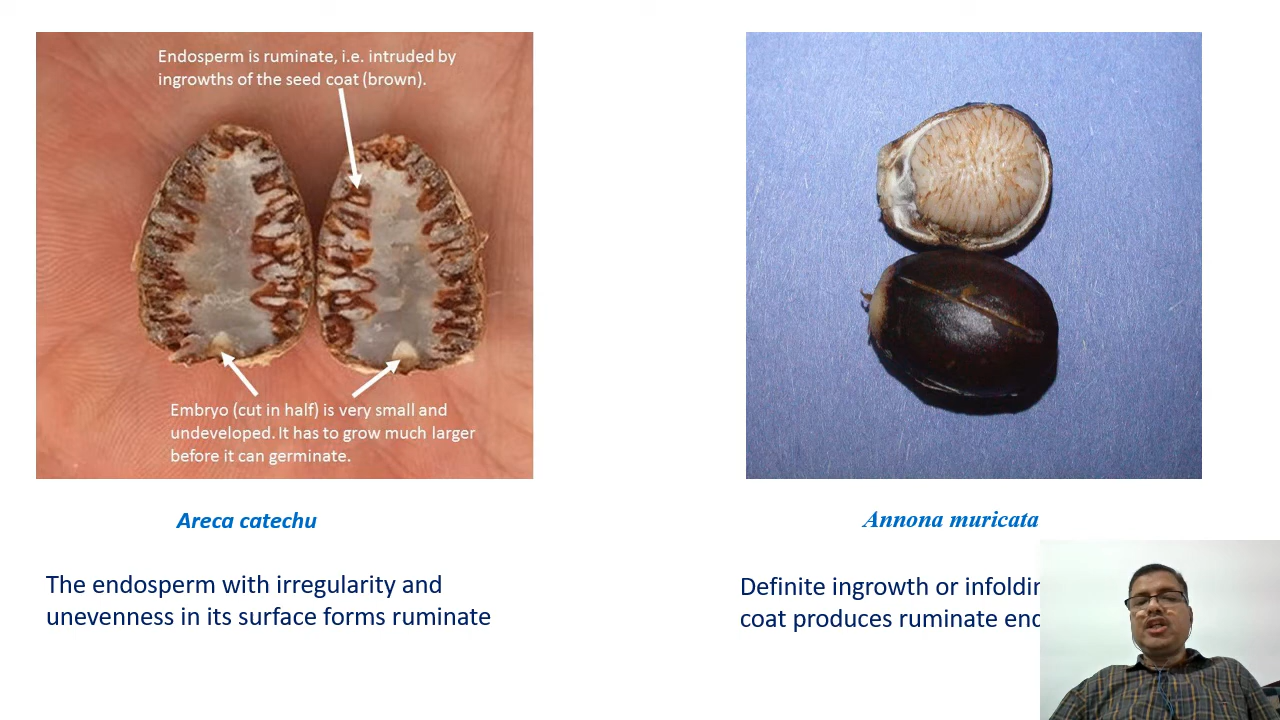 Endosperm is ruminate, i.e. intruded by
ingrowths of the seed coat (brown).
Embryo (cut in half) is very small and
undeveloped. It has to grow much larger
before it can germinate.
Areca catechu
Annona muricata
The endosperm with irregularity and
unevenness in its surface forms ruminate
Definite ingrowth or
coat produces ruminate